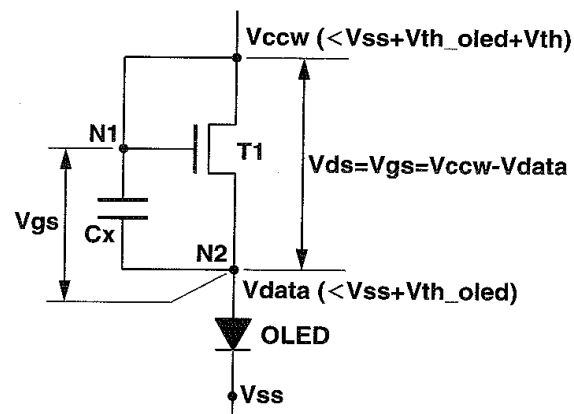 Vccw (<Vss+Vth_oled+Vth)
N1
T1
Vds=Vgs=Vccw-Vdata
Vgs
Cx
N2
Vdata (<Vss+Vth_oled)
OLED
Vss